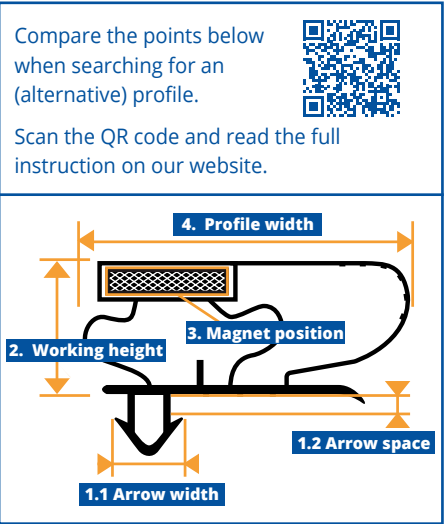 Compare the points below
when searching for an
(alternative) profile.
Scan the QR code and read the full
instruction on our website.
4. Profile width
3. Magnet position
2. Working height
1.2 Arrow space
1.1 Arrow width